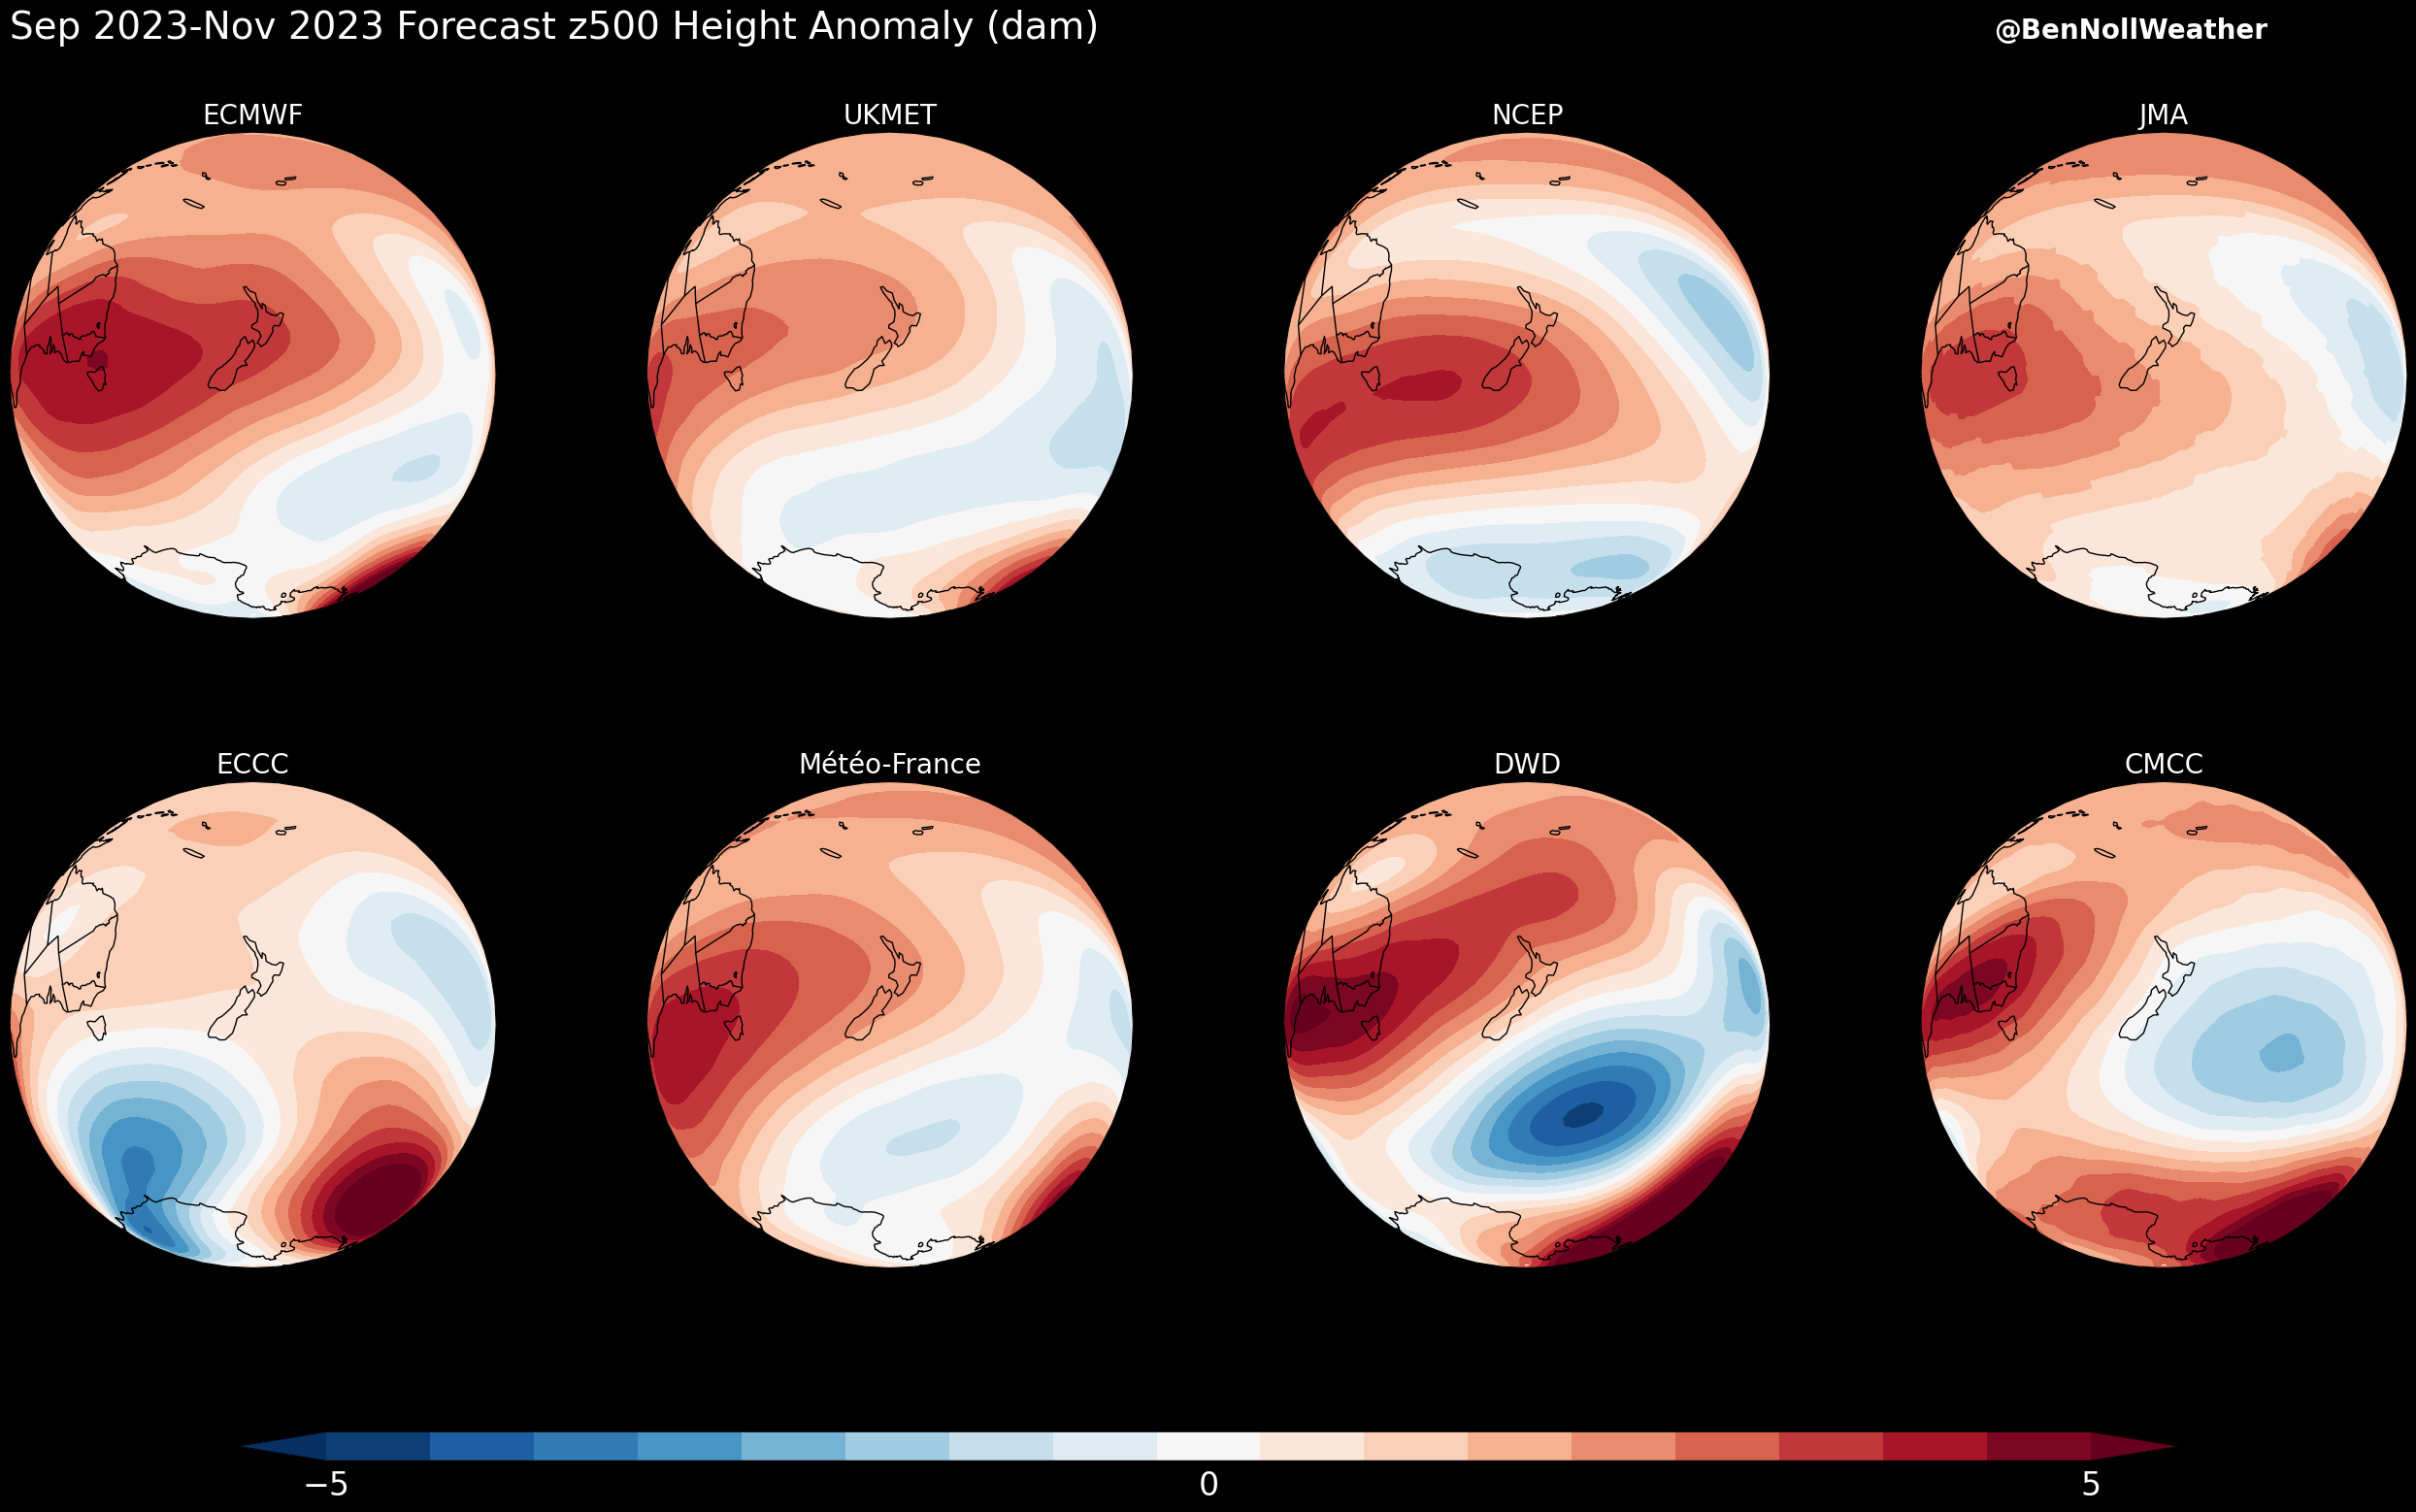 Sep 2023-Nov 2023 Forecast z500 Height Anomaly (dam)
@BenNollWeather
ECMWF
UKMET
NCEP
JMA
ECCC
Météo-France
DWD
CMCC
−5
0
5